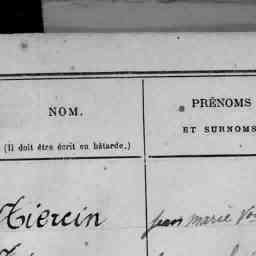 NOM.
PRÉNOMS
ET SURNOMS
(Il doit être écrit en bâtarde.)
Tiercin
Jean marie